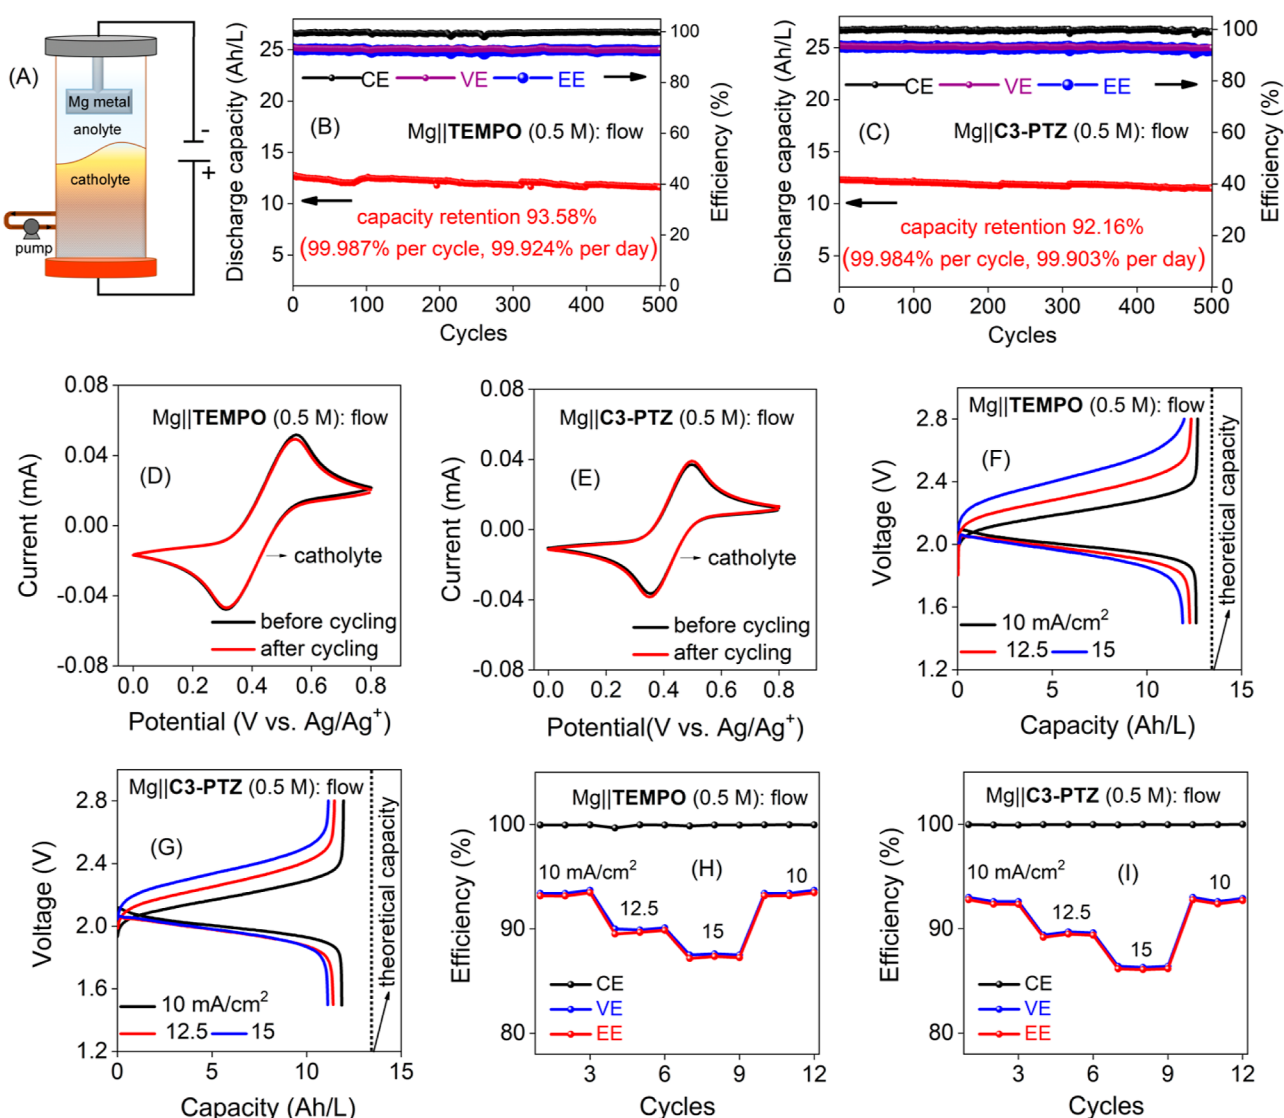 (A)
Mg metal
anolyte
catholyte
pump
-
+
Discharge capacity (Ah/L)
25
20
15
10
5
CE VE EE
(B) Mg||TEMPO (0.5 M): flow
capacity retention 93.58%
(99.987% per cycle, 99.924% per day)
0 100 200 300 400 500
Cycles
100
80
60
40
20
0
Efficiency (%)
Discharge capacity (Ah/L)
25
20
15
10
5
CE VE EE
(C) Mg||C3-PTZ (0.5 M): flow
capacity retention 92.16%
(99.984% per cycle, 99.903% per day)
0 100 200 300 400 500
Cycles
100
80
60
40
20
0
Efficiency (%)
Current (mA)
0.08
0.04
0.00
-0.04
-0.08
Mg||TEMPO (0.5 M): flow
(D)
catholyte
before cycling
after cycling
0.0 0.2 0.4 0.6 0.8
Potential (V vs. Ag/Ag+)
Current (mA)
0.08
0.04
0.00
-0.04
-0.08
Mg||C3-PTZ (0.5 M): flow
(E)
catholyte
before cycling
after cycling
0.0 0.2 0.4 0.6 0.8
Potential(V vs. Ag/Ag+)
Voltage (V)
2.8
2.4
2.0
1.6
1.2
Mg||TEMPO (0.5 M): flow
(F)
theoretical capacity
10 mA/cm2
12.5 15
0 5 10 15
Capacity (Ah/L)
Voltage (V)
2.8
2.4
2.0
1.6
1.2
Mg||C3-PTZ (0.5 M): flow
(G)
theoretical capacity
10 mA/cm2
12.5 15
0 5 10 15
Capacity (Ah/L)
Efficiency (%)
100
90
80
Mg||TEMPO (0.5 M): flow
10 mA/cm2
(H)
10
12.5
15
CE
VE
EE
3 6 9 12
Cycles
Efficiency (%)
100
90
80
Mg||C3-PTZ (0.5 M): flow
10 mA/cm2
(I)
10
12.5
15
CE
VE
EE
3 6 9 12
Cycles